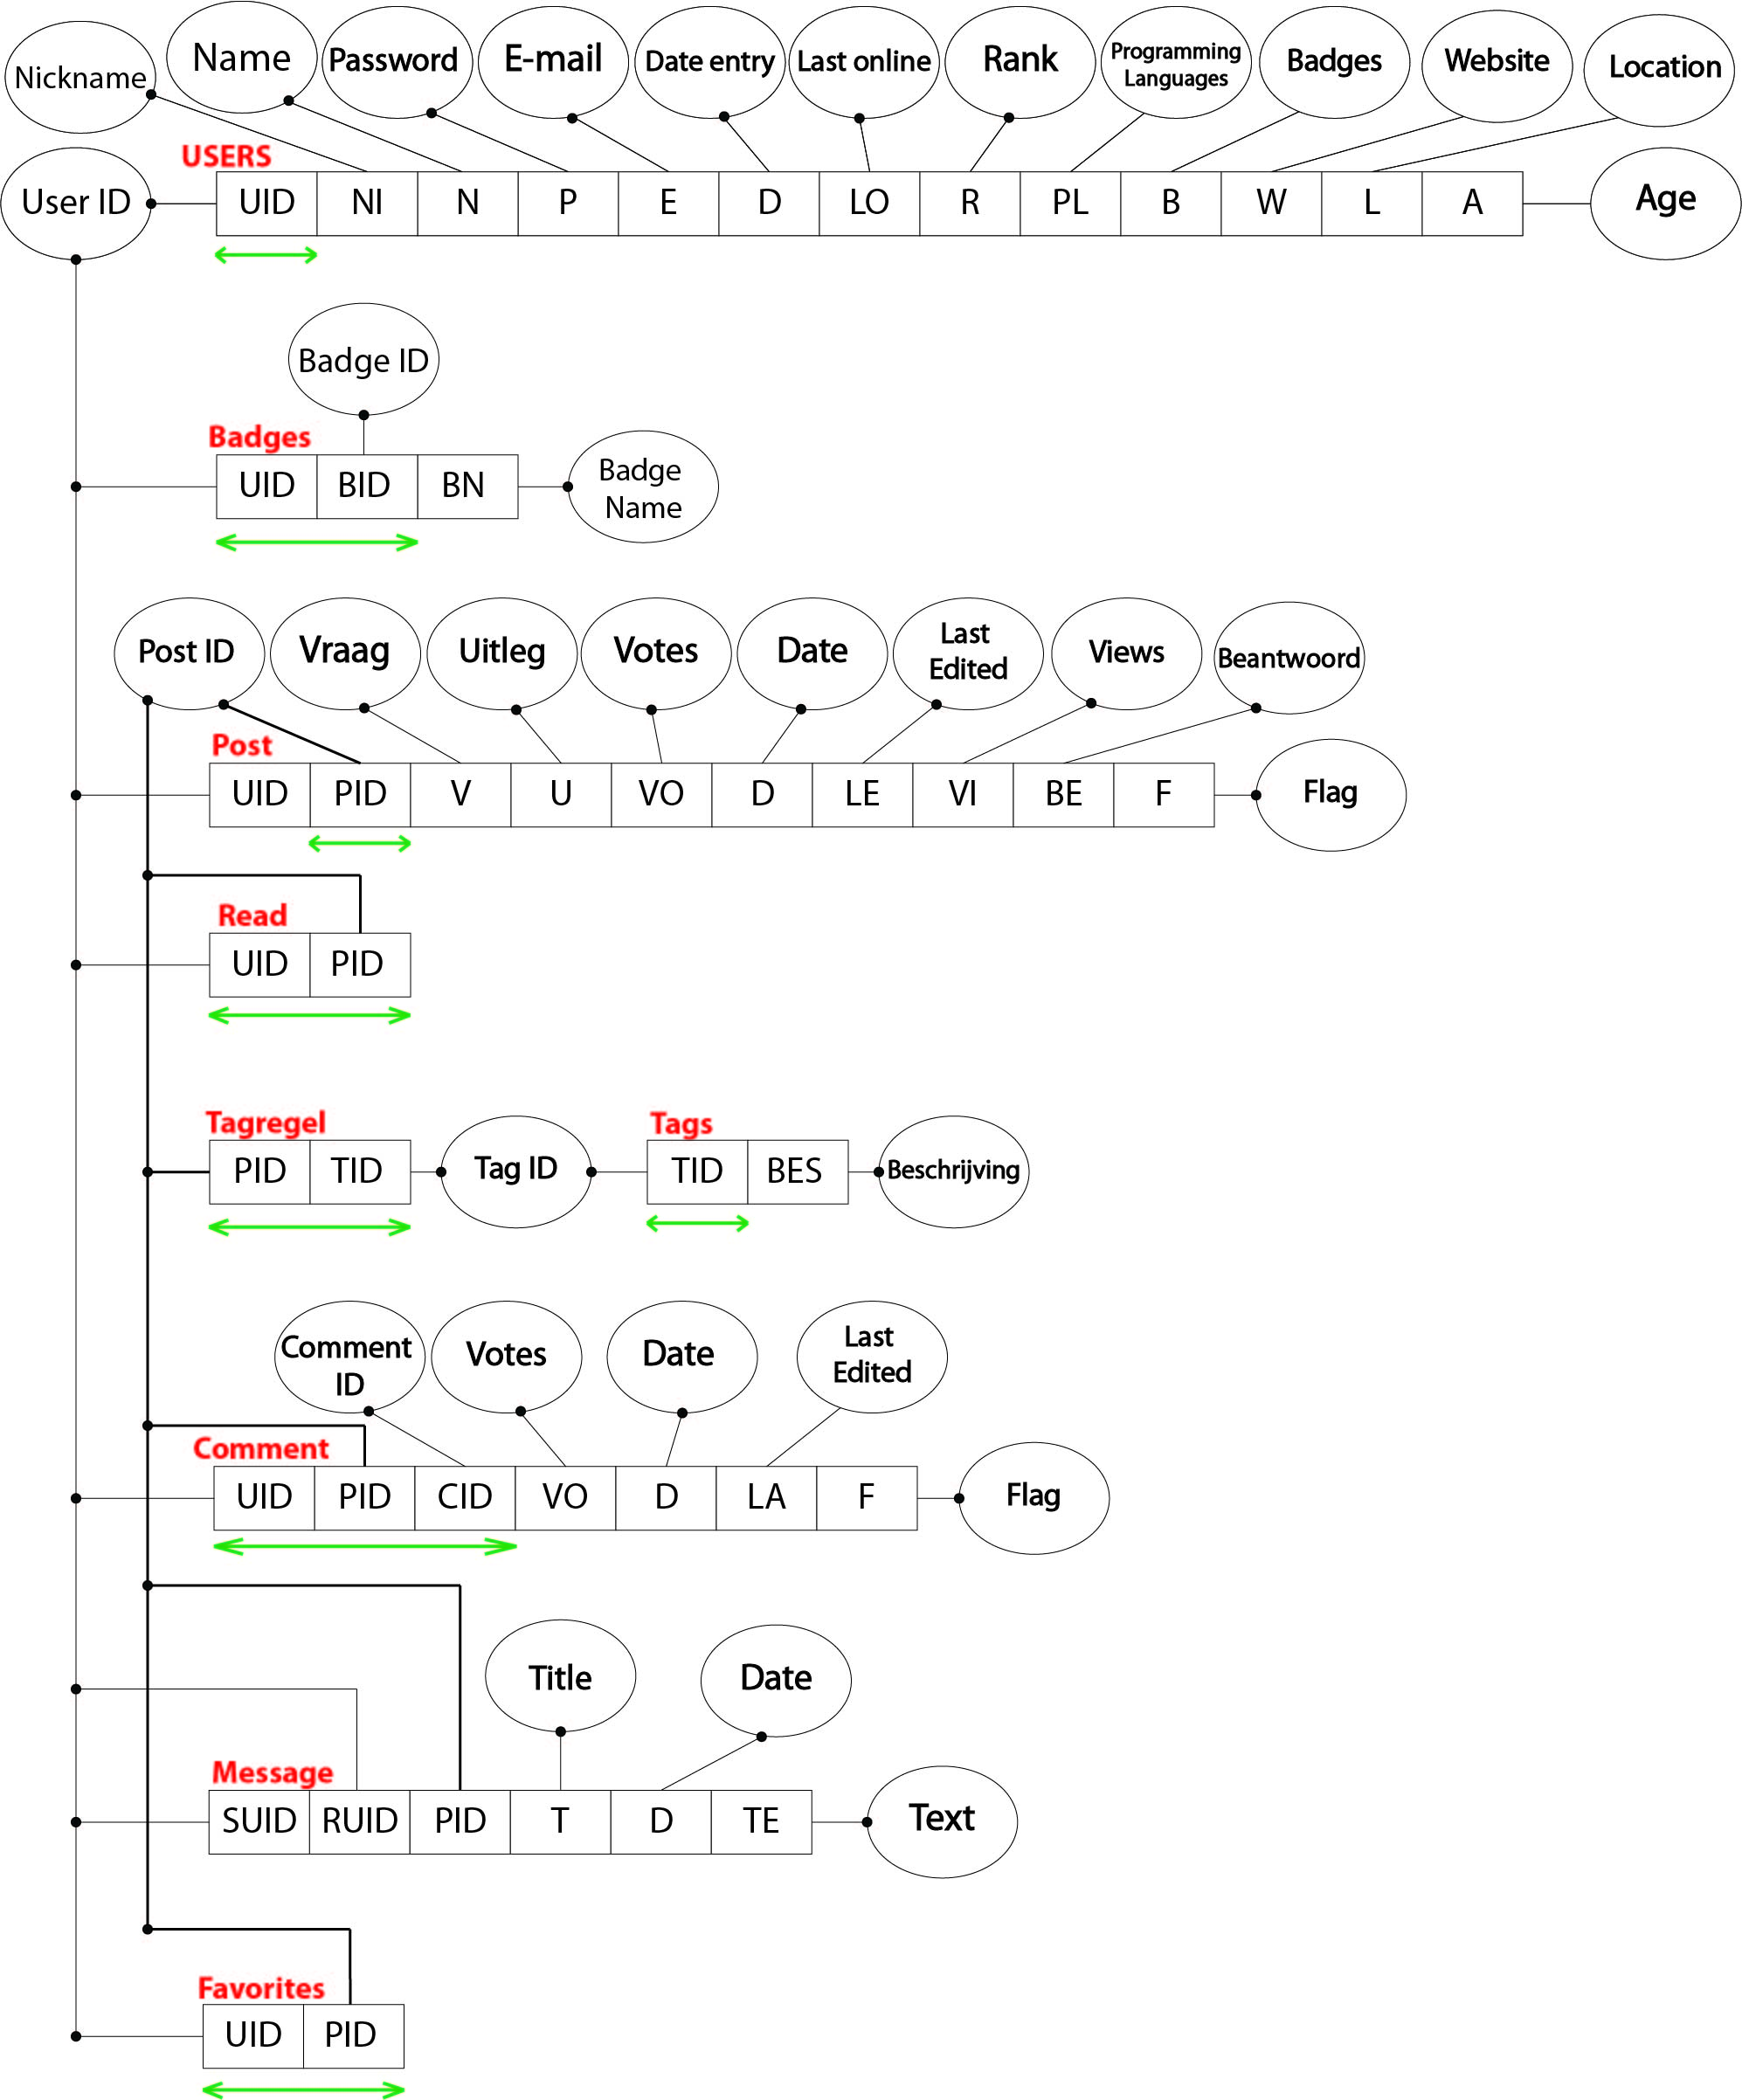 Nickname
Name
Password
E-mail
Date entry
Last online
Rank
Programming
Languages
Badges
Website
Location
User ID
USERS
UID NI N P E D LO R PL B W L A
Age
Badge ID
Badges
UID BID BN
Badge
Name
Post ID
Vraag
Uitleg
Votes
Date
Last
Edited
Views
Beantwoord
Post
UID PID V U VO D LE VI BE F
Flag
Read
UID PID
Tagregel
PID TID
Tag ID
Tags
TID BES
Beschrijving
Comment
ID
Votes
Date
Last
Edited
Comment
UID PID CID VO D LA F
Flag
Title
Date
Message
SUID RUID PID T D TE
Text
Favorites
UID PID